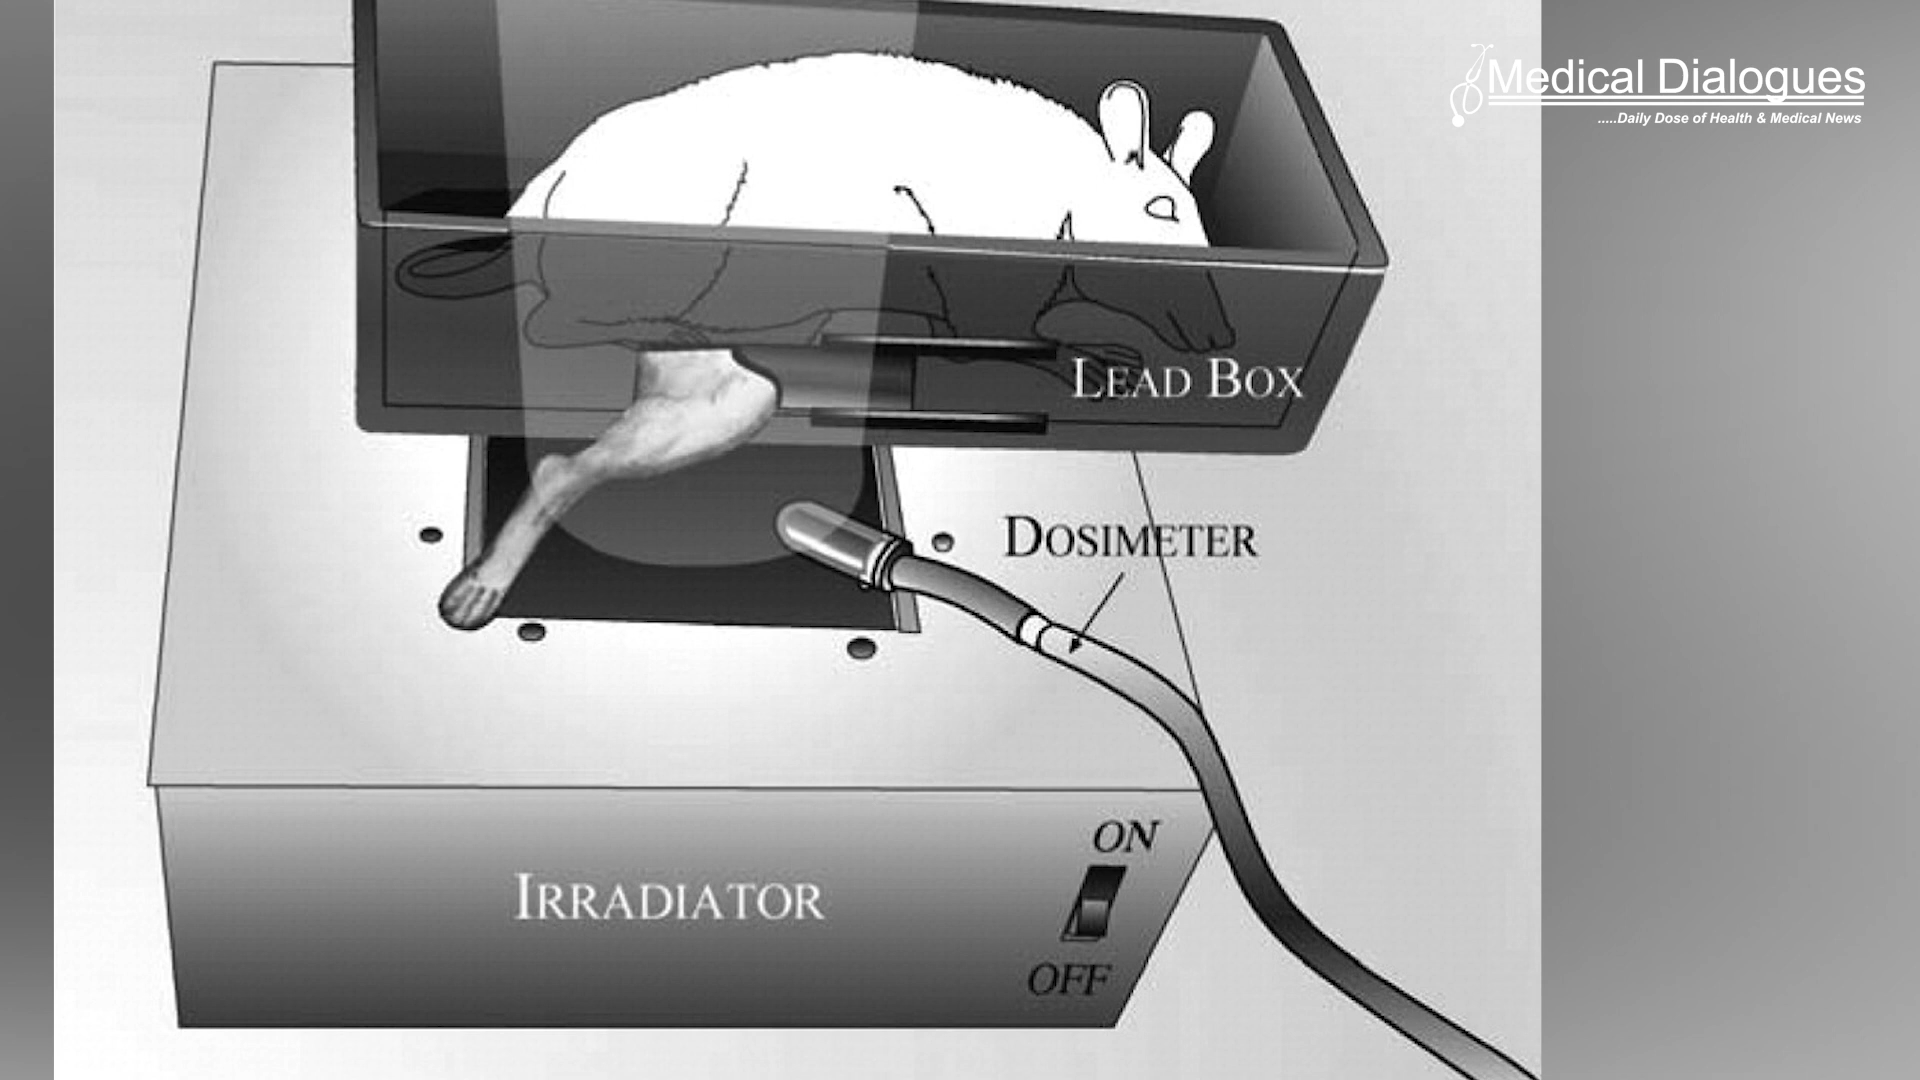 Medical Dialogues
.....Daily Dose of Health & Medical News
LEAD BOX
DOSIMETER
ON
IRRADIATOR
OFF